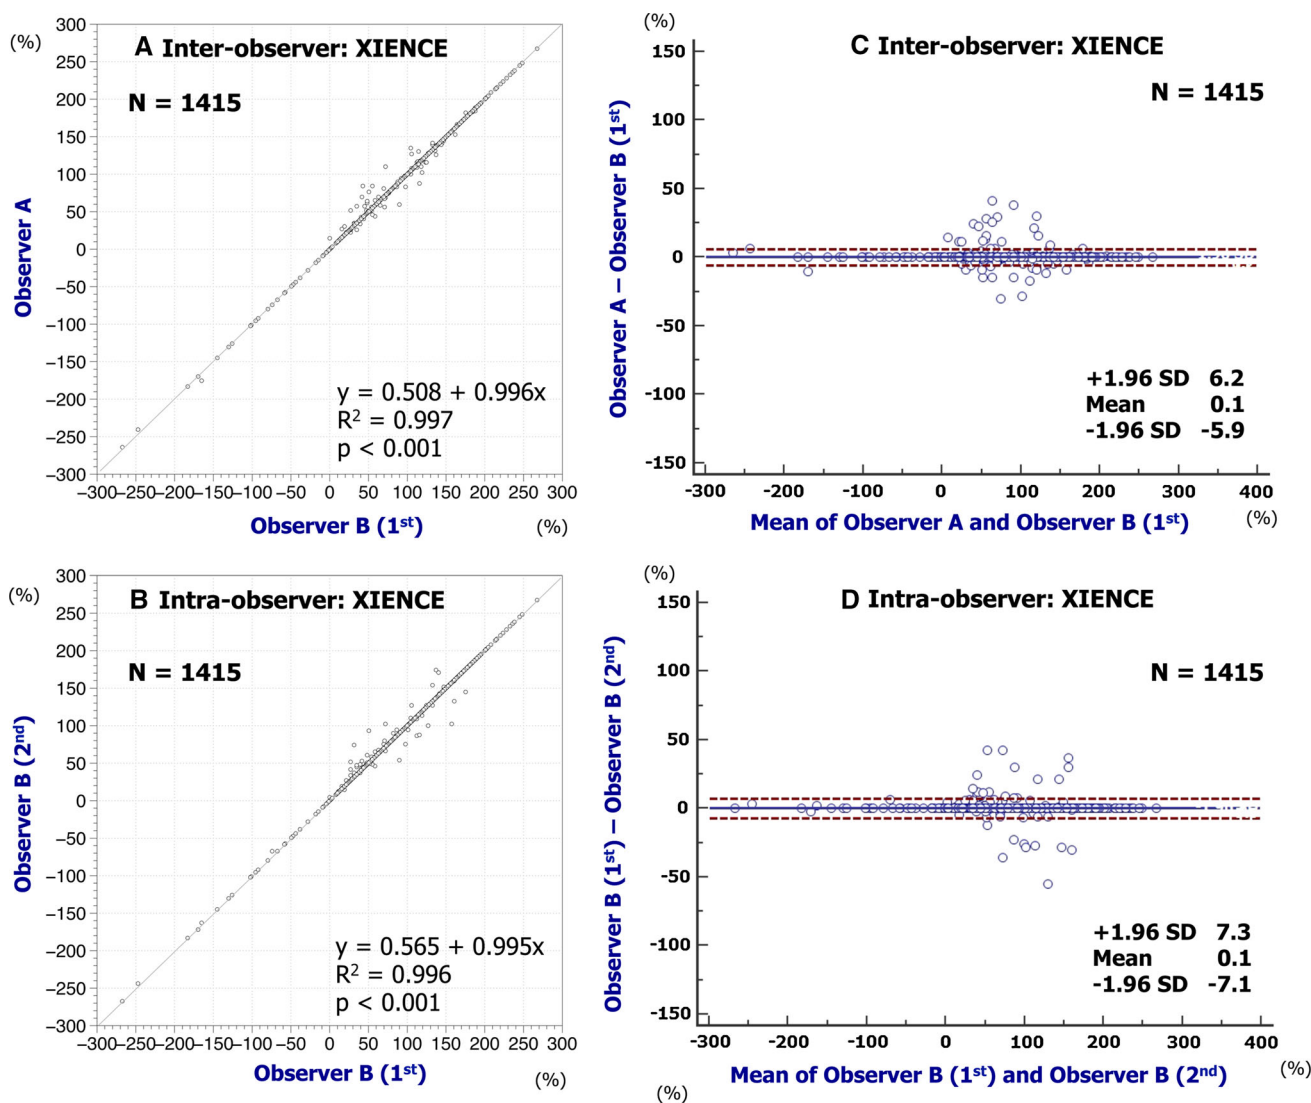 (%)
A Inter-observer: XIENCE
N = 1415
300
250
200
150
100
50
0
−50
−100
−150
−200
−250
−300
Observer A
y = 0.508 + 0.996x
R² = 0.997
p < 0.001
−300 −250 −200 −150 −100 −50 0 50 100 150 200 250 300
Observer B (1st)
(%)
(%)
C Inter-observer: XIENCE
N = 1415
150
100
50
0
-50
-100
-150
Observer A – Observer B (1st)
+1.96 SD 6.2
Mean 0.1
-1.96 SD -5.9
-300 -200 -100 0 100 200 300 400
Mean of Observer A and Observer B (1st)
(%)
(%)
B Intra-observer: XIENCE
N = 1415
300
250
200
150
100
50
0
−50
−100
−150
−200
−250
−300
Observer B (2nd)
y = 0.565 + 0.995x
R² = 0.996
p < 0.001
−300 −250 −200 −150 −100 −50 0 50 100 150 200 250 300
Observer B (1st)
(%)
(%)
D Intra-observer: XIENCE
N = 1415
150
100
50
0
-50
-100
-150
Observer B (1st) – Observer B (2nd)
+1.96 SD 7.3
Mean 0.1
-1.96 SD -7.1
-300 -200 -100 0 100 200 300 400
Mean of Observer B (1st) and Observer B (2nd)
(%)
(%)